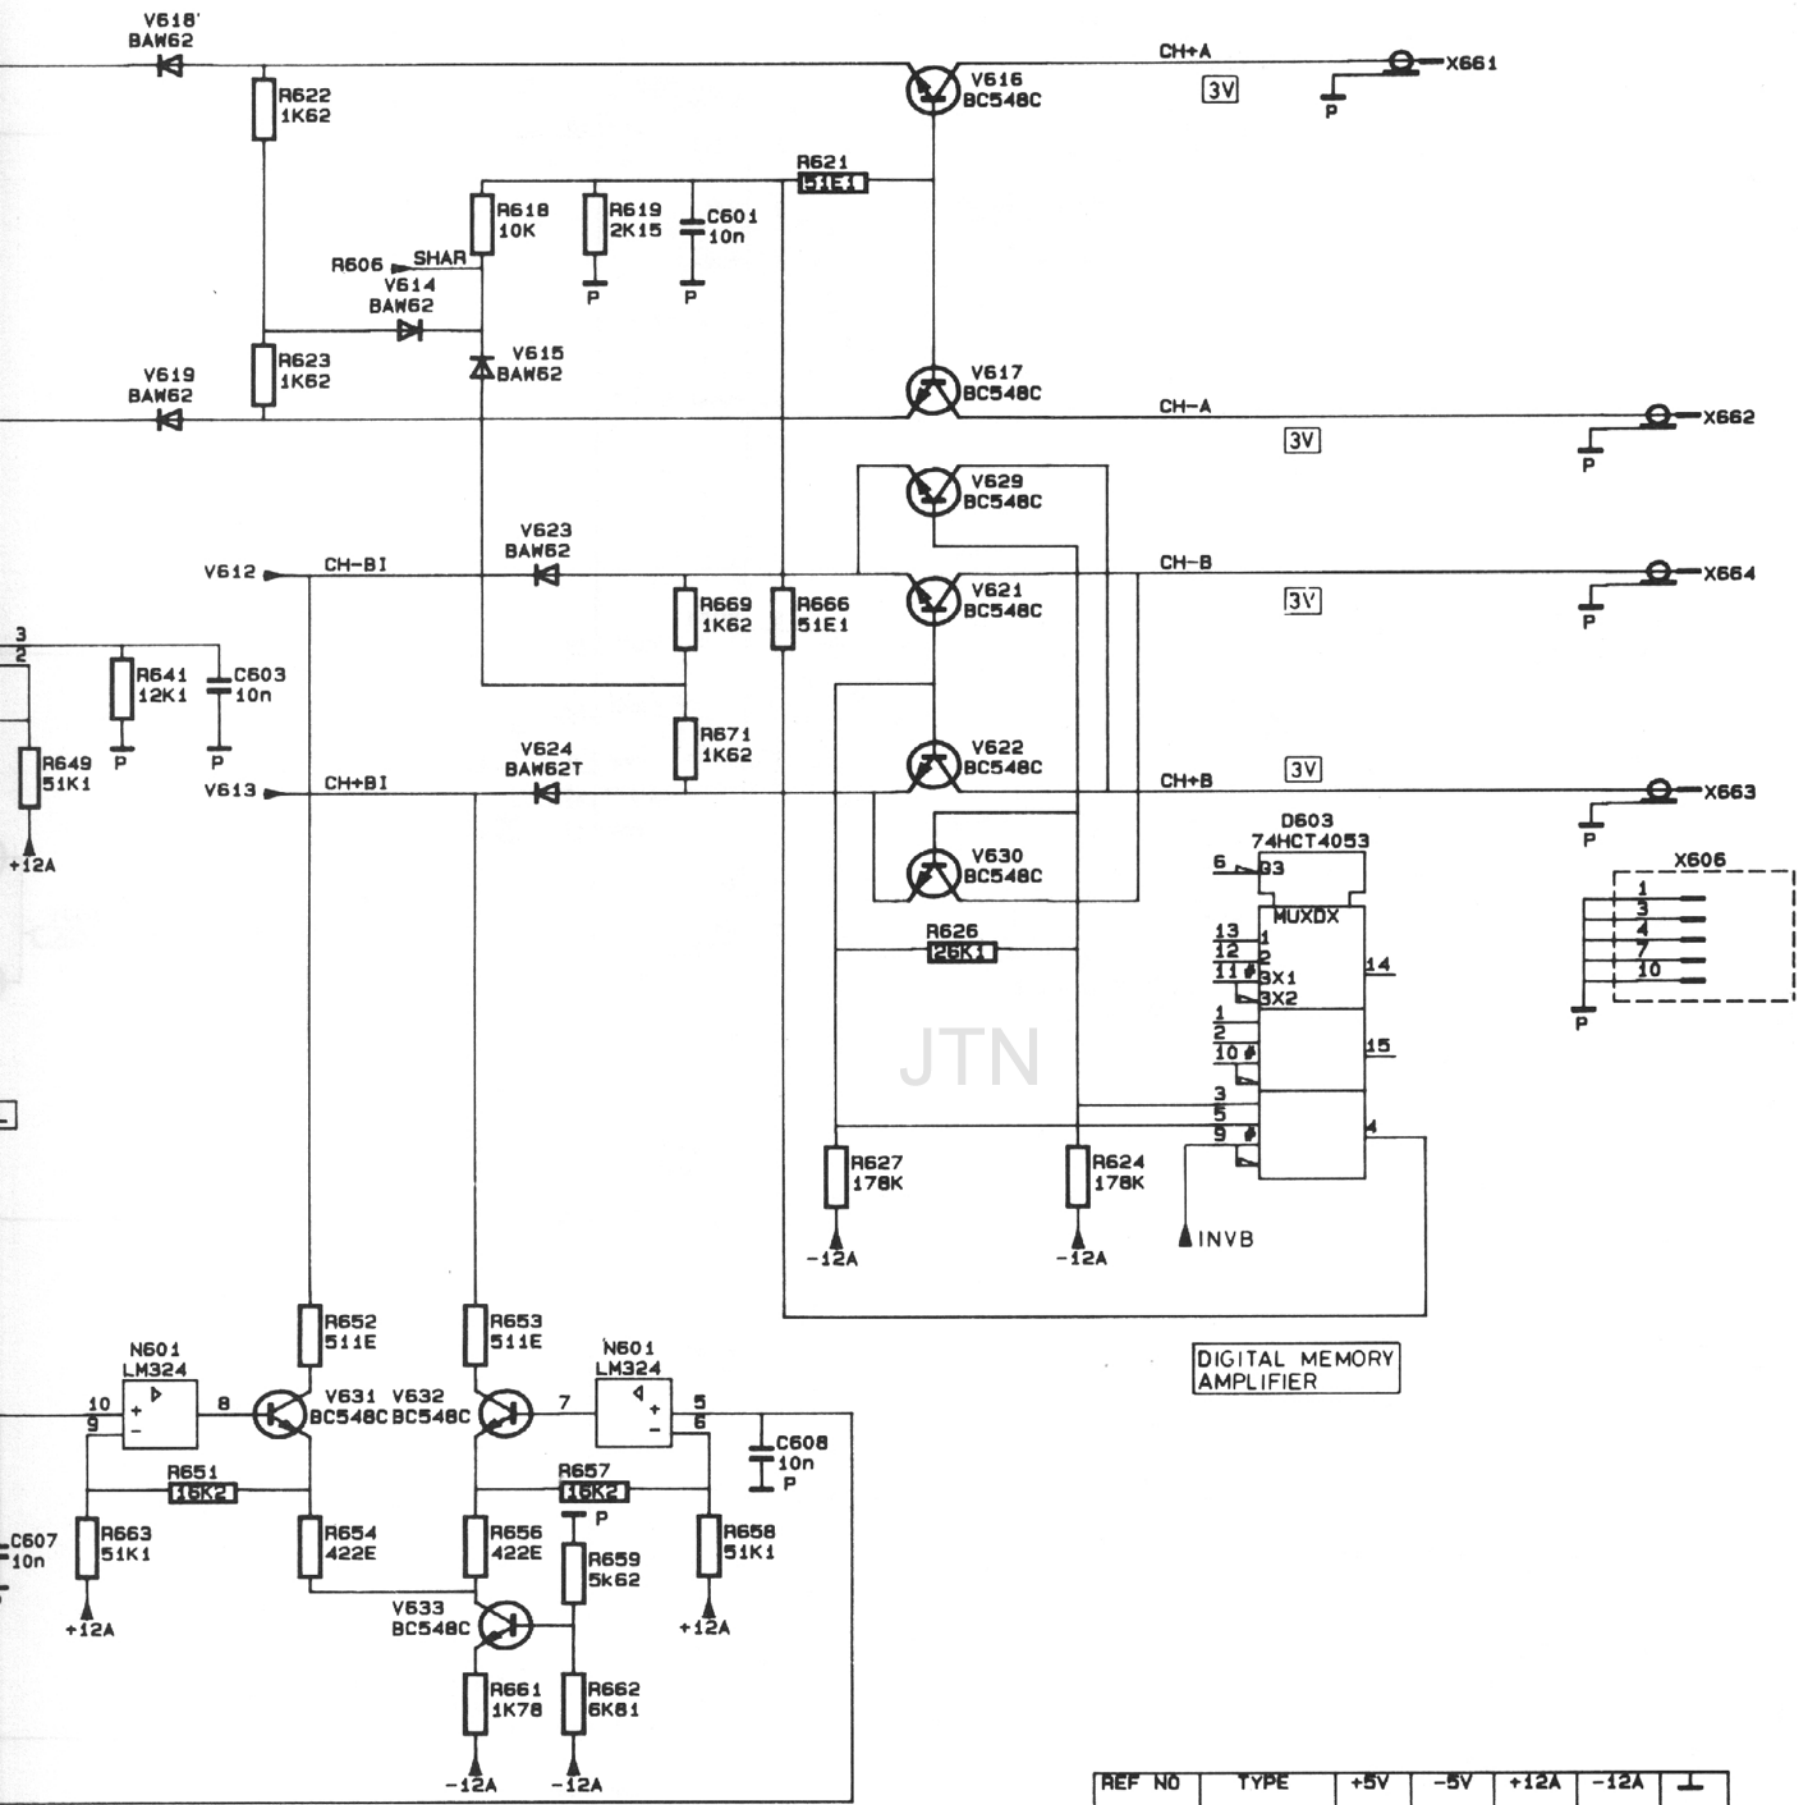 V618
BAW62
CH+A
X661
V616
BC548C
3V
P
R622
1K62
R621
51E1
R618
10K
R619
2K15
C601
10n
R606
SHAR
P
P
V614
BAW62
R623
1K62
V615
BAW62
V619
BAW62
V617
BC548C
CH-A
X662
3V
P
V629
BC548C
V623
BAW62
V612
CH-BI
CH-B
X664
V621
BC548C
3V
P
R669
1K62
R666
51E1
3
2
R641
12K1
C603
10n
P
P
R649
51K1
+12A
R671
1K62
V624
BAW62T
V613
CH+BI
V622
BC548C
3V
CH+B
X663
P
D603
74HCT4053
6
G3
V630
BC548C
X606
1
3
4
7
10
P
MUXDX
13
1
12
2
11 #
3X1
3X2
14
R626
26K1
1
2
10 #
15
JTN
3
5
9 #
4
R627
178K
R624
178K
-12A
-12A
INVB
R652
511E
R653
511E
DIGITAL MEMORY
AMPLIFIER
N601
LM324
N601
LM324
10
9
+
-
8
V631
BC548C
V632
BC548C
7
+
-
5
6
C608
10n
P
R651
16K2
R657
16K2
P
C607
10n
R663
51K1
R654
422E
R656
422E
R659
5K62
R658
51K1
+12A
V633
BC548C
+12A
R661
1K78
R662
6K81
-12A
-12A
REF NO TYPE +5V -5V +12A -12A